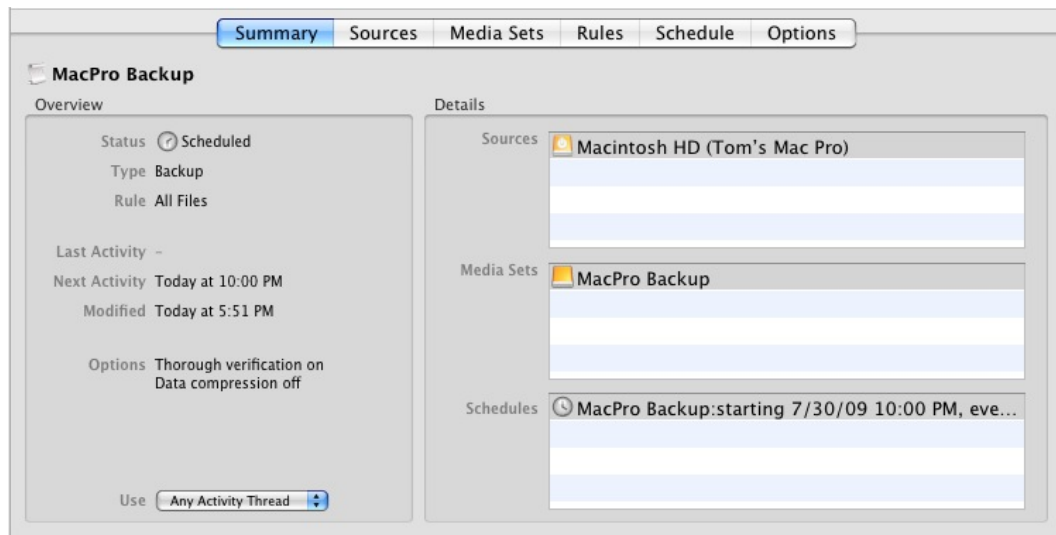 Summary Sources Media Sets Rules Schedule Options
MacPro Backup
Overview
Status Scheduled
Type Backup
Rule All Files
Last Activity –
Next Activity Today at 10:00 PM
Modified Today at 5:51 PM
Options Thorough verification on
Data compression off
Use Any Activity Thread
Details
Sources Macintosh HD (Tom's Mac Pro)
Media Sets MacPro Backup
Schedules MacPro Backup:starting 7/30/09 10:00 PM, eve...